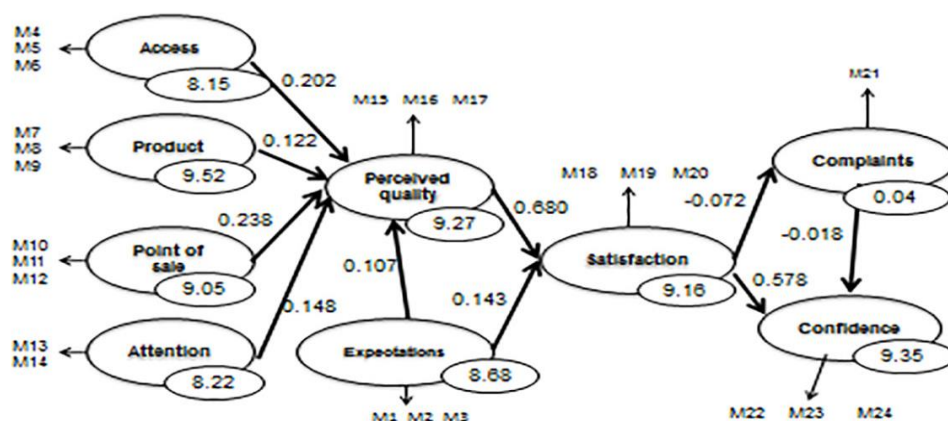 M4
M5
M6
Access
8.15
0.202
M7
M8
M9
Product
9.52
0.122
M10
M11
M12
Point of
sale
9.05
0.238
M13
M14
Attention
8.22
0.148
M15 M16 M17
Perceived
quality
9.27
0.107
Expectations
8.68
M1 M2 M3
0.680
0.143
M18 M19 M20
Satisfaction
9.16
-0.072
0.578
M21
Complaints
0.04
-0.018
Confidence
9.35
M22 M23 M24